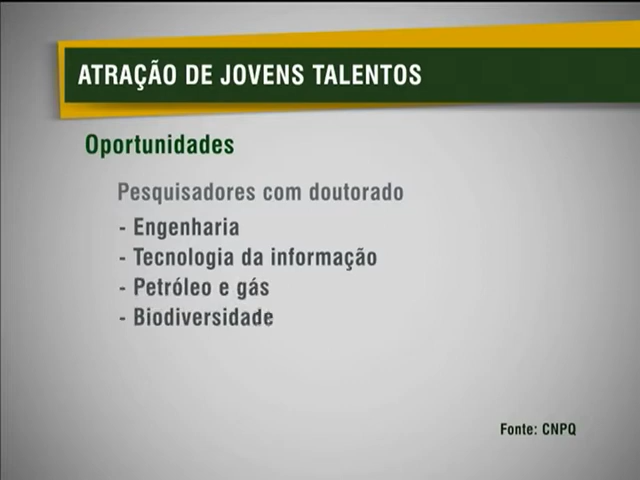 ATRAÇÃO DE JOVENS TALENTOS
Oportunidades
Pesquisadores com doutorado
- Engenharia
- Tecnologia da informação
- Petróleo e gás
- Biodiversidade
Fonte: CNPQ